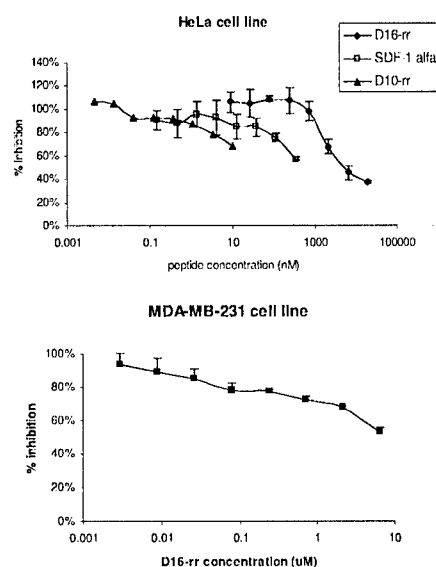 HeLa cell line
D16-rr
SDF-1 alfa
D10-rr
140%
120%
100%
80%
60%
40%
20%
0%
% inhibition
0.001
0.1
10
1000
100000
peptide concentration (nM)
MDA-MB-231 cell line
100%
80%
60%
40%
20%
0%
% inhibition
0.001
0.01
0.1
1
10
D16-rr concentration (uM)